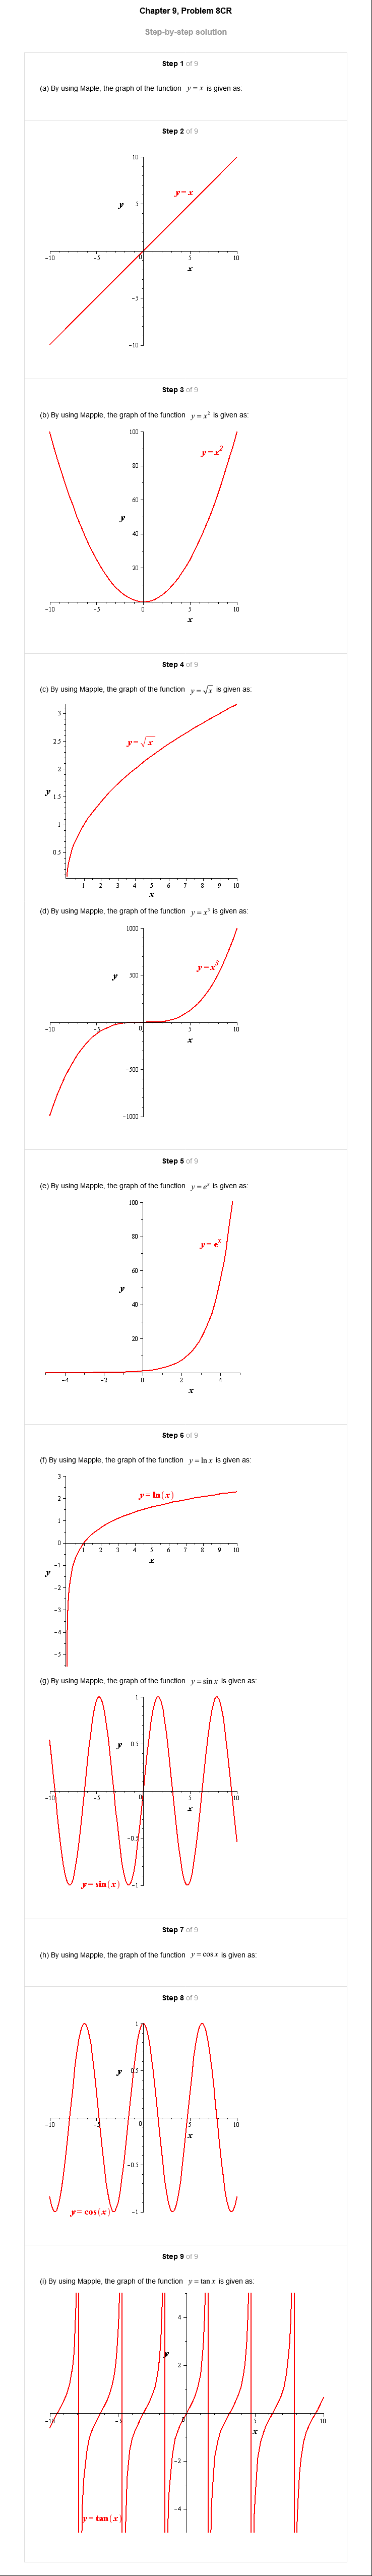 Chapter 9, Problem 8CR
Step-by-step solution
Step 1 of 9
(a) By using Maple, the graph of the function y = x is given as:
Step 2 of 9
10
y = x
y
5
-10 -5 0 5 10
x
-5
-10
Step 3 of 9
(b) By using Mapple, the graph of the function y = x² is given as:
100
y = x²
80
60
y
40
20
-10 -5 0 5 10
x
Step 4 of 9
(c) By using Mapple, the graph of the function y = √x is given as:
3
2.5
y = √x
2
y
1.5
1
0.5
1 2 3 4 5 6 7 8 9 10
x
(d) By using Mapple, the graph of the function y = x³ is given as:
1000
y
500
y = x³
-10 -5 0 5 10
x
-500
-1000
Step 5 of 9
(e) By using Mapple, the graph of the function y = eˣ is given as:
100
80
y = eˣ
60
y
40
20
-4 -2 0 2 4
x
Step 6 of 9
(f) By using Mapple, the graph of the function y = ln x is given as:
3
2
y = ln(x)
1
0
1 2 3 4 5 6 7 8 9 10
x
-1
y
-2
-3
-4
-5
(g) By using Mapple, the graph of the function y = sin x is given as:
1
y
0.5
-10 -5 0 5 10
x
-0.5
y = sin(x)
-1
Step 7 of 9
(h) By using Mapple, the graph of the function y = cos x is given as:
Step 8 of 9
1
y
0.5
-10 -5 0 5 10
x
-0.5
y = cos(x)
-1
Step 9 of 9
(i) By using Mapple, the graph of the function y = tan x is given as:
4
y
2
-10 -5 0 5 10
x
-2
-4
y = tan(x)